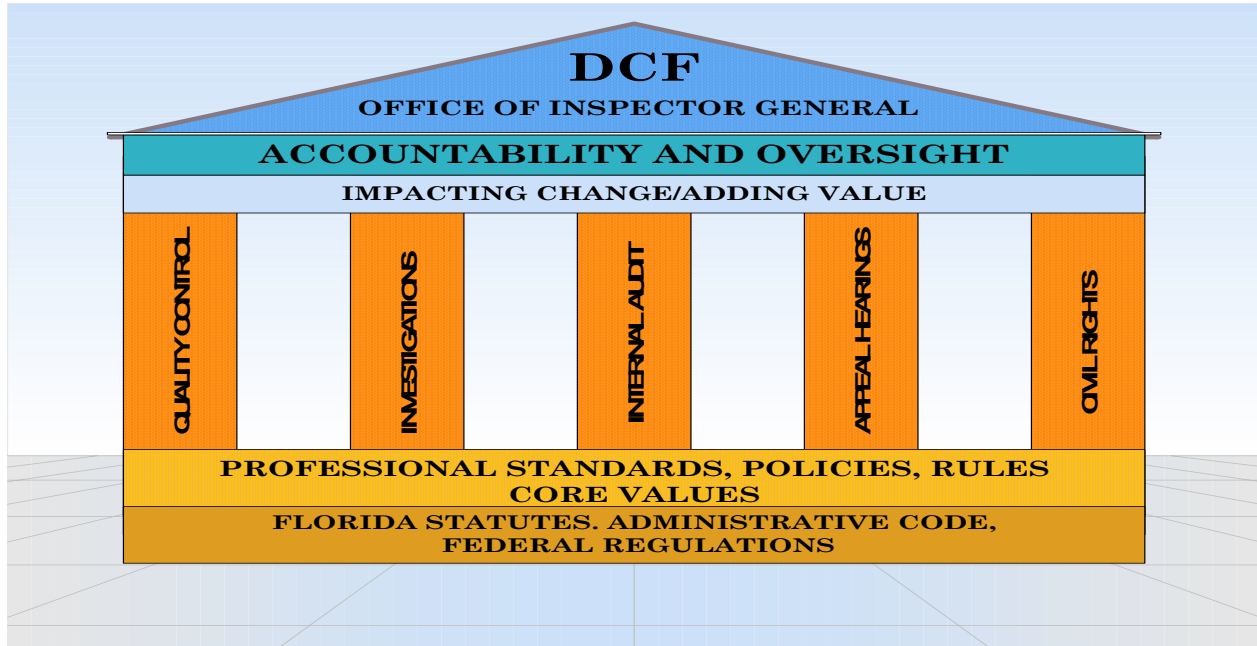 DCF
OFFICE OF INSPECTOR GENERAL
ACCOUNTABILITY AND OVERSIGHT
IMPACTING CHANGE/ADDING VALUE
QUALITY CONTROL
INVESTIGATIONS
INTERNAL AUDIT
APPEAL HEARINGS
CIVIL RIGHTS
PROFESSIONAL STANDARDS, POLICIES, RULES
CORE VALUES
FLORIDA STATUTES. ADMINISTRATIVE CODE,
FEDERAL REGULATIONS